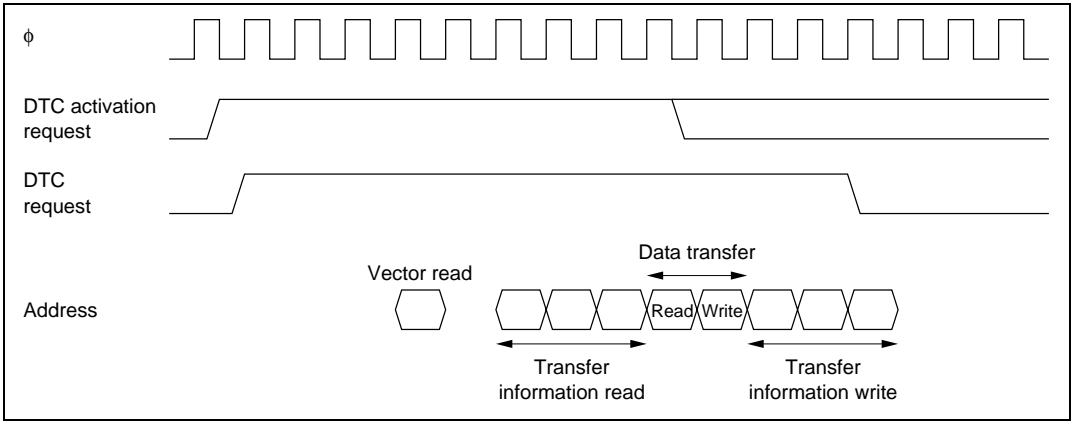 φ
DTC activation
request
DTC
request
Data transfer
Vector read
Address
Read Write
Transfer
information read
Transfer
information write